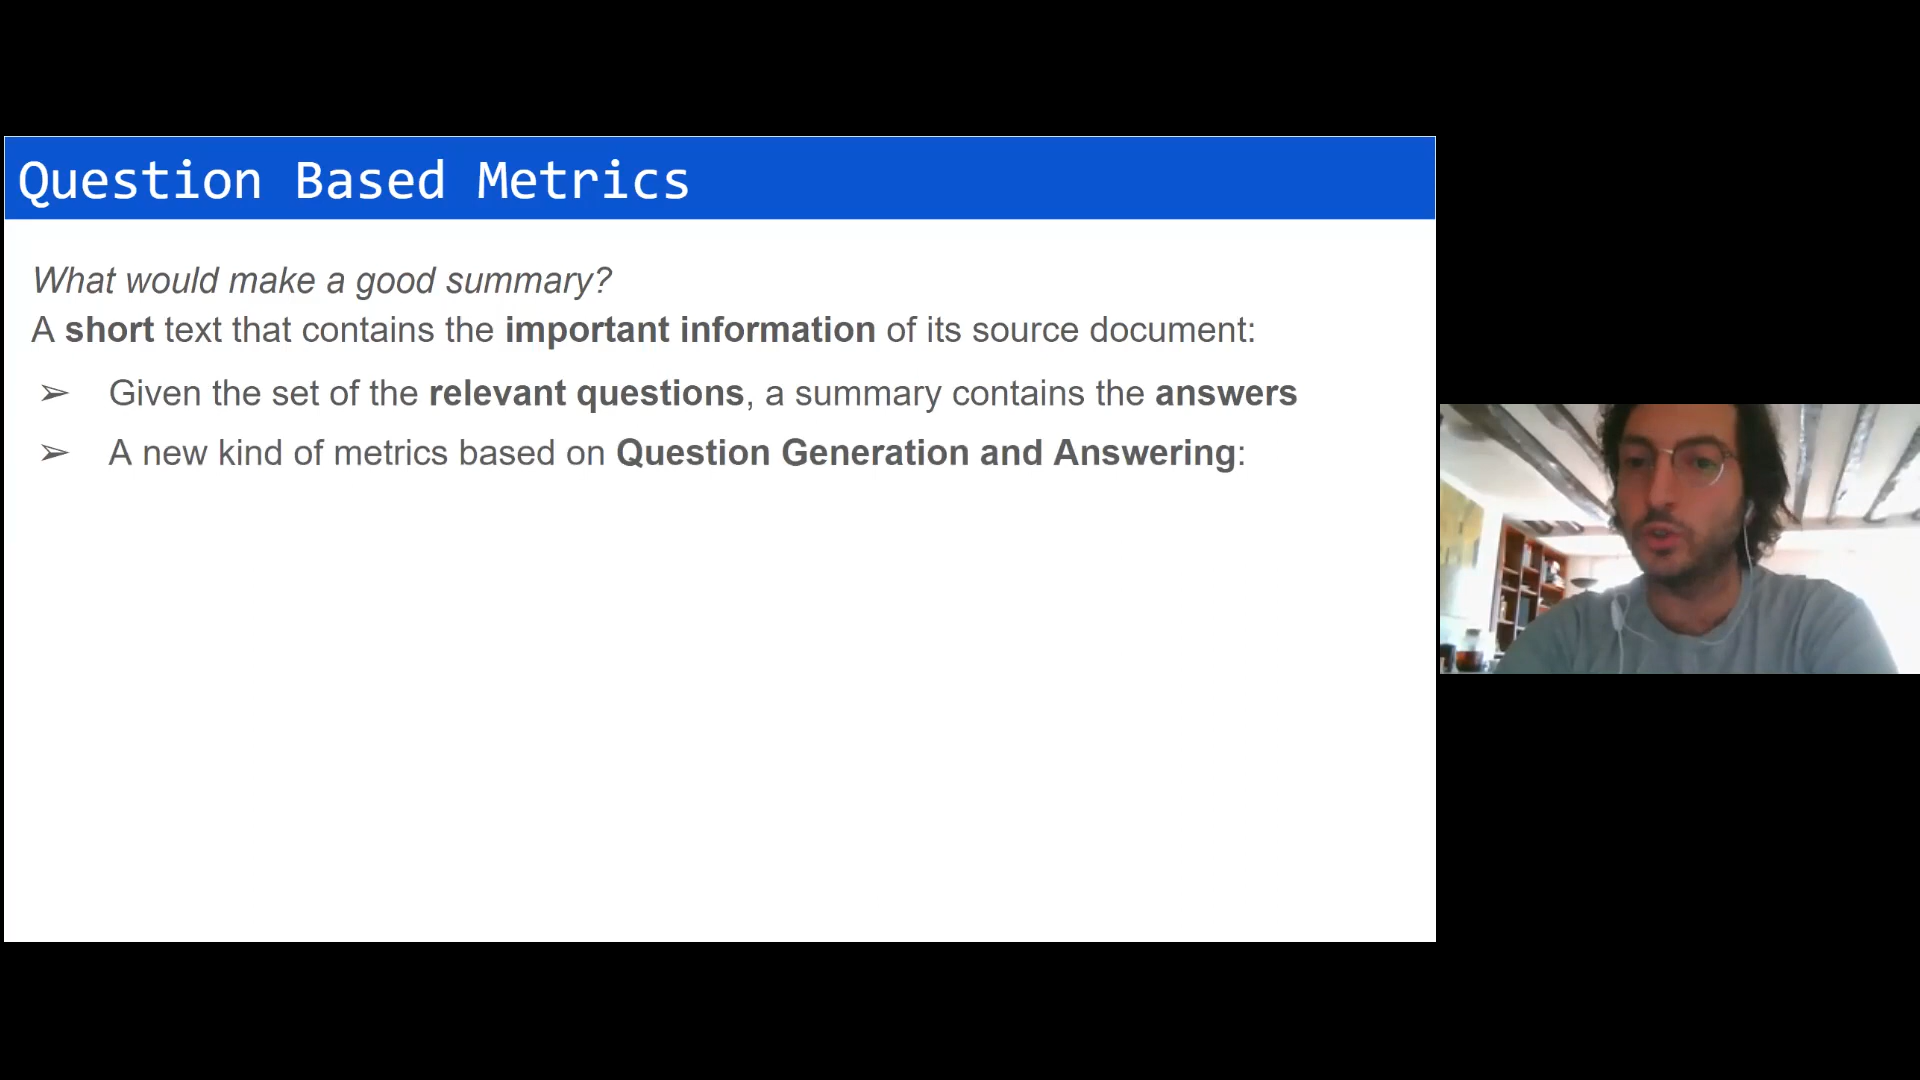 Question Based Metrics
What would make a good summary?
A short text that contains the important information of its source document:
➢ Given the set of the relevant questions, a summary contains the answers
➢ A new kind of metrics based on Question Generation and Answering: